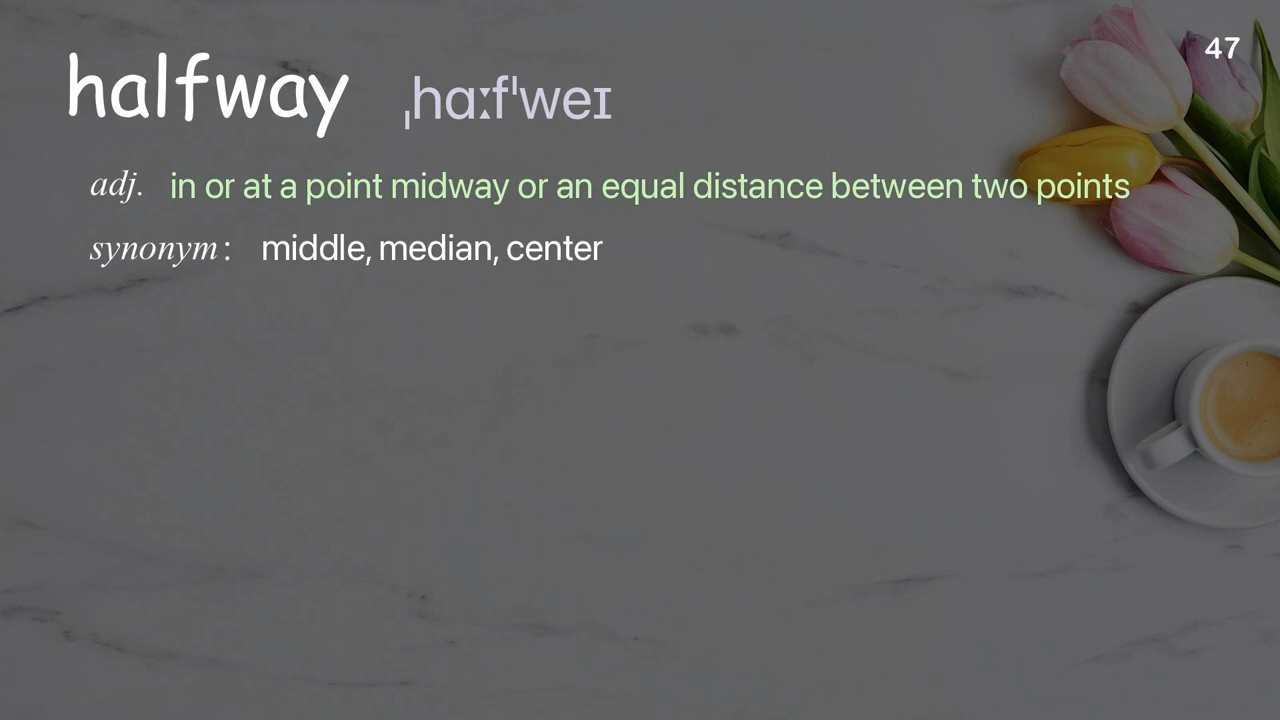 47
halfway ˌhɑːfˈweɪ
adj. in or at a point midway or an equal distance between two points
synonym: middle, median, center